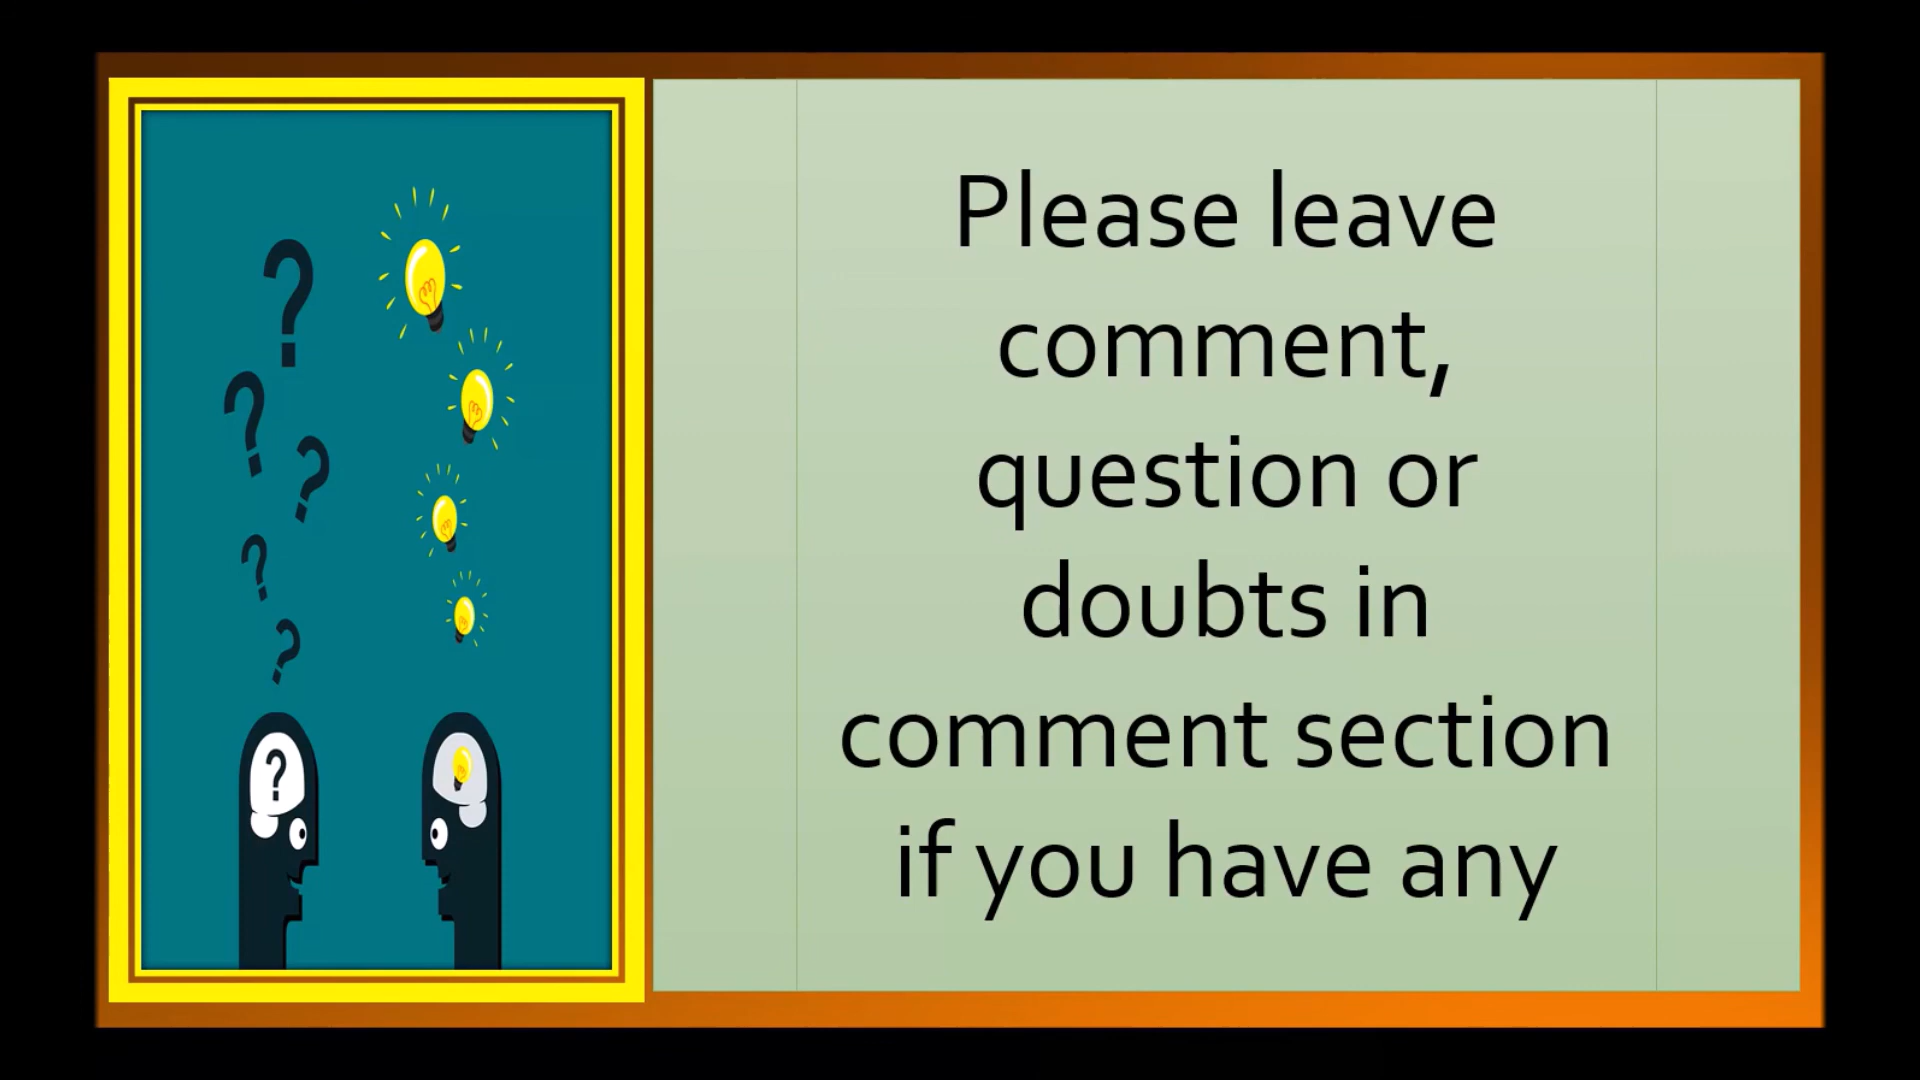 Please leave
comment,
question or
doubts in
comment section
if you have any